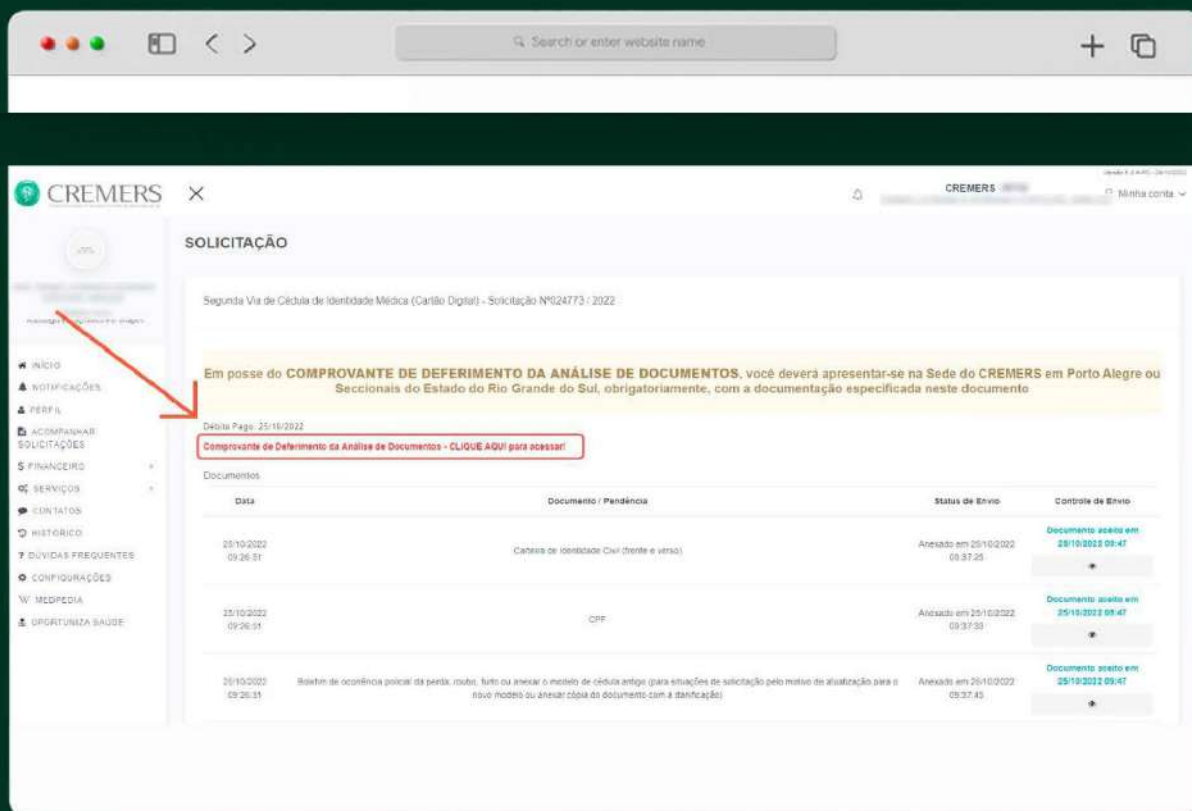 Search or enter website name
CREMERS
CREMERS
Minha conta
SOLICITAÇÃO
Segunda Via de Cédula de Identidade Médica (Cartão Digital) - Solicitação Nº024773 / 2022
INÍCIO
NOTIFICAÇÕES
PERFIL
ACOMPANHAR
SOLICITAÇÕES
FINANCEIRO
SERVIÇOS
CONTATOS
HISTÓRICO
DÚVIDAS FREQUENTES
CONFIGURAÇÕES
MEDPEDIA
OPORTUNIZA SAÚDE
Em posse do COMPROVANTE DE DEFERIMENTO DA ANÁLISE DE DOCUMENTOS, você deverá apresentar-se na Sede do CREMERS em Porto Alegre ou
Seccionais do Estado do Rio Grande do Sul, obrigatoriamente, com a documentação especificada neste documento
Débito Pago: 25/10/2022
Comprovante de Deferimento da Análise de Documentos - CLIQUE AQUI para acessar!
Documentos
Data Documento / Pendência Status de Envio Controle de Envio
25/10/2022
09:26:31
Carteira de Identidade Civil (frente e verso)
Anexado em 25/10/2022
Documento aceito em
25/10/2022 09:47
25/10/2022
09:26:31
CPF
Anexado em 25/10/2022
Documento aceito em
25/10/2022 09:47
25/10/2022
09:26:31
Boletim de ocorrência policial da perda, roubo, furto ou anexar o modelo de cédula antigo (para situações de solicitação pelo motivo de atualização para o
novo modelo ou anexar cópia do documento com a danificação)
Anexado em 25/10/2022
09:37:45
Documento aceito em
25/10/2022 09:47